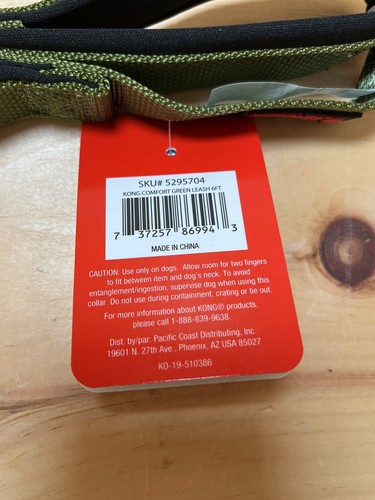 SKU# 5295704
KONG COMFORT GREEN LEASH 6FT
7 37257 86994 3
MADE IN CHINA
CAUTION: Use only on dogs. Allow room for two fingers
to fit between item and dog's neck. To avoid
entanglement/ingestion, supervise dog when using this
collar. Do not use during containment, crating or tie out.
For more information about KONG® products,
please call 1-888-839-9638.
Dist. by/par: Pacific Coast Distributing, Inc.
19601 N. 27th Ave., Phoenix, AZ USA 85027
KO-19-510386